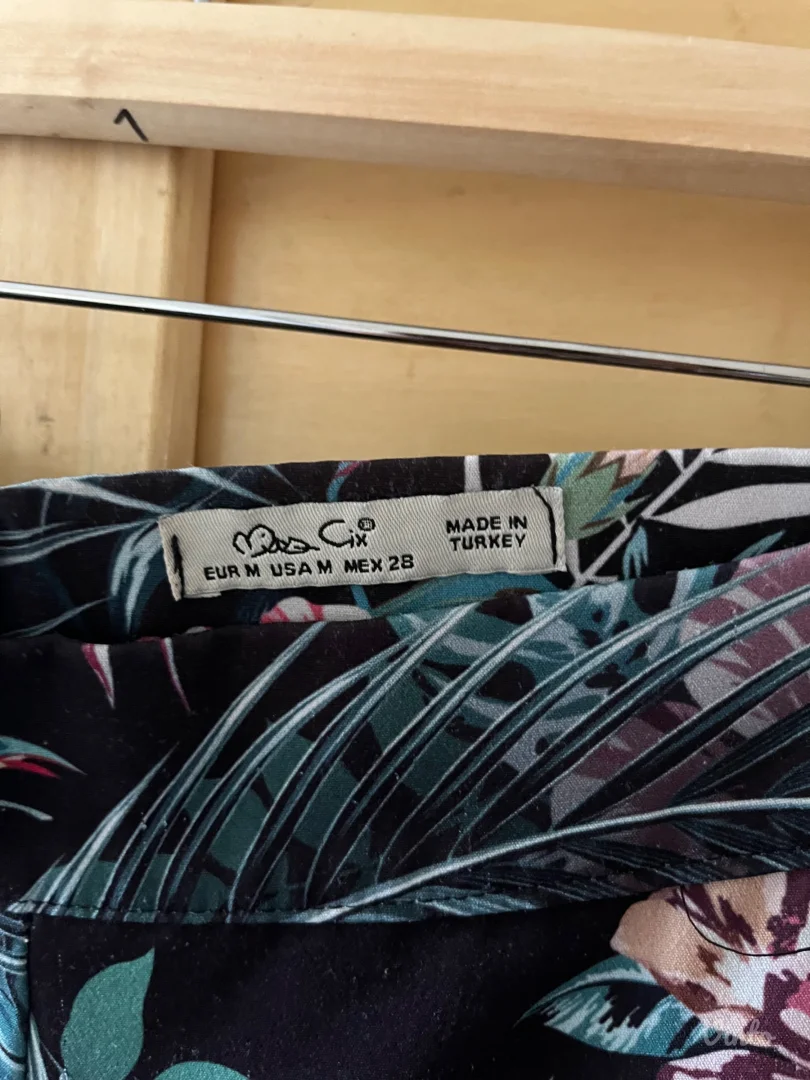 Miss Cix
MADE IN
TURKEY
EUR M USA M MEX 28